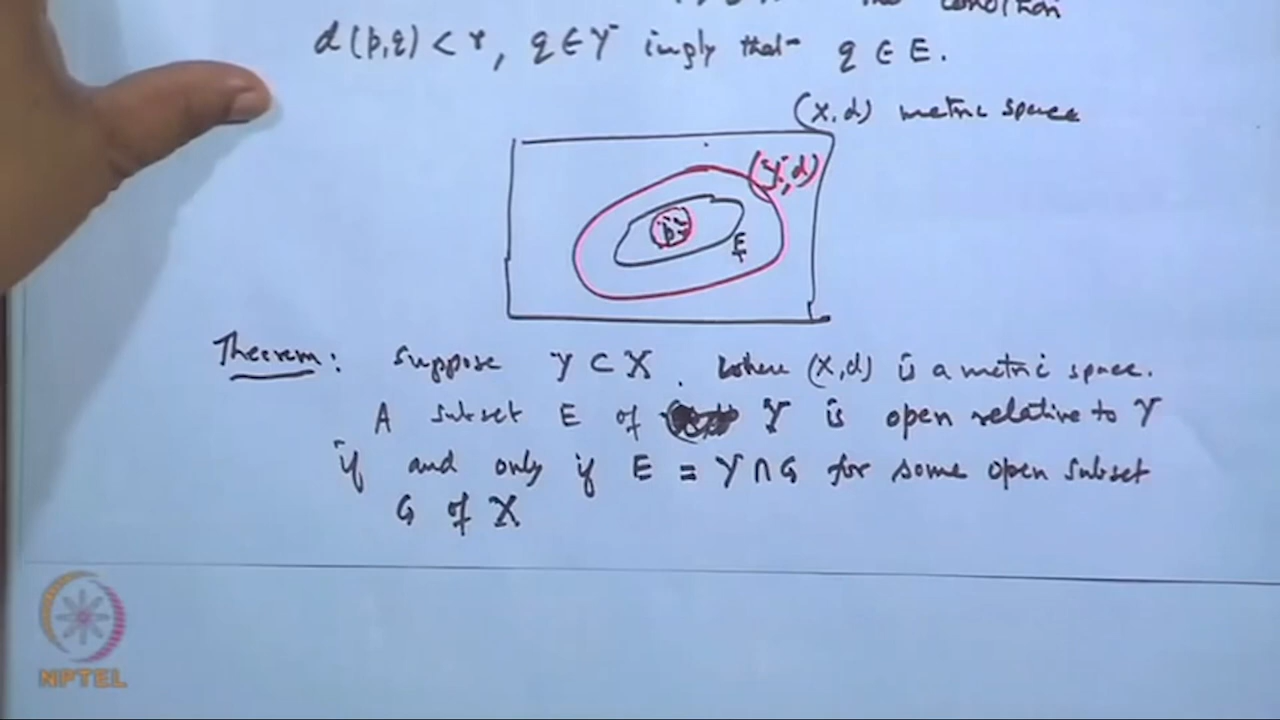 condition
d(p,q) < r, q ∈ Y imply that q ∈ E.
(X,d) metric space
(Y,d)
p
E
Theorem: Suppose Y ⊂ X. Where (X,d) is a metric space.
A subset E of Y is open relative to Y
if and only if E = Y ∩ G for some open subset
G of X
NPTEL